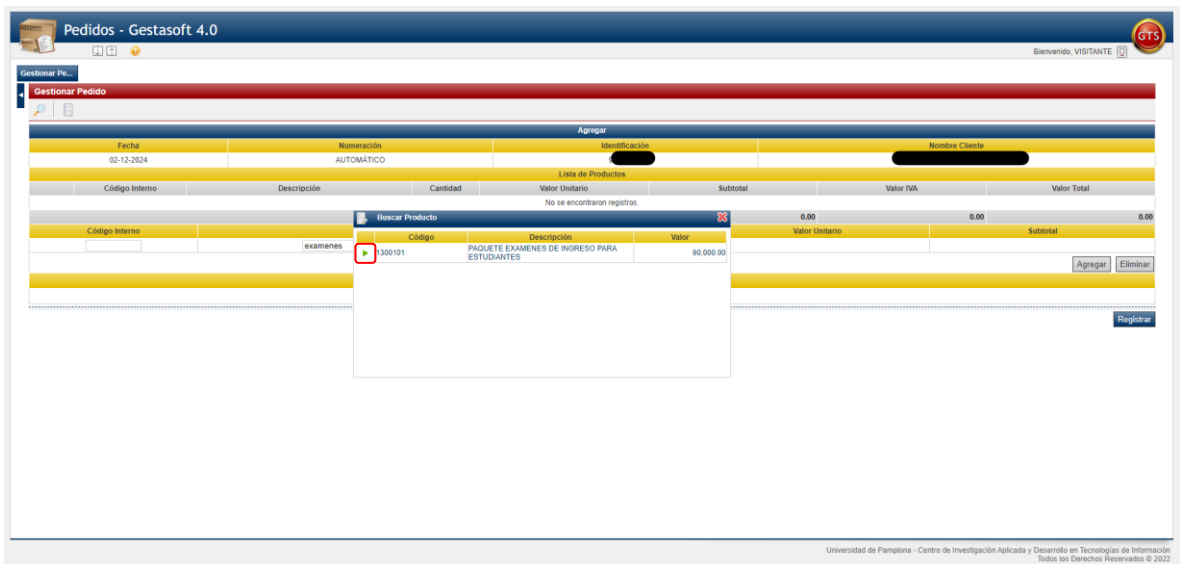 Pedidos - Gestasoft 4.0
GTS
Bienvenido, VISITANTE
Gestionar Pe...
Gestionar Pedido
Agregar
Fecha Numeración Identificación Nombre Cliente
02-12-2024 AUTOMÁTICO
Lista de Productos
Código Interno Descripción Cantidad Valor Unitario Subtotal Valor IVA Valor Total
No se encontraron registros.
0.00 0.00 0.00
Buscar Producto
Código Interno Valor Unitario Subtotal
Código Descripción Valor
examenes
1300101 PAQUETE EXAMENES DE INGRESO PARA
ESTUDIANTES 90,000.00
Agregar Eliminar
Registrar
Universidad de Pamplona - Centro de Investigación Aplicada y Desarrollo en Tecnologías de Información
Todos los Derechos Reservados © 2022